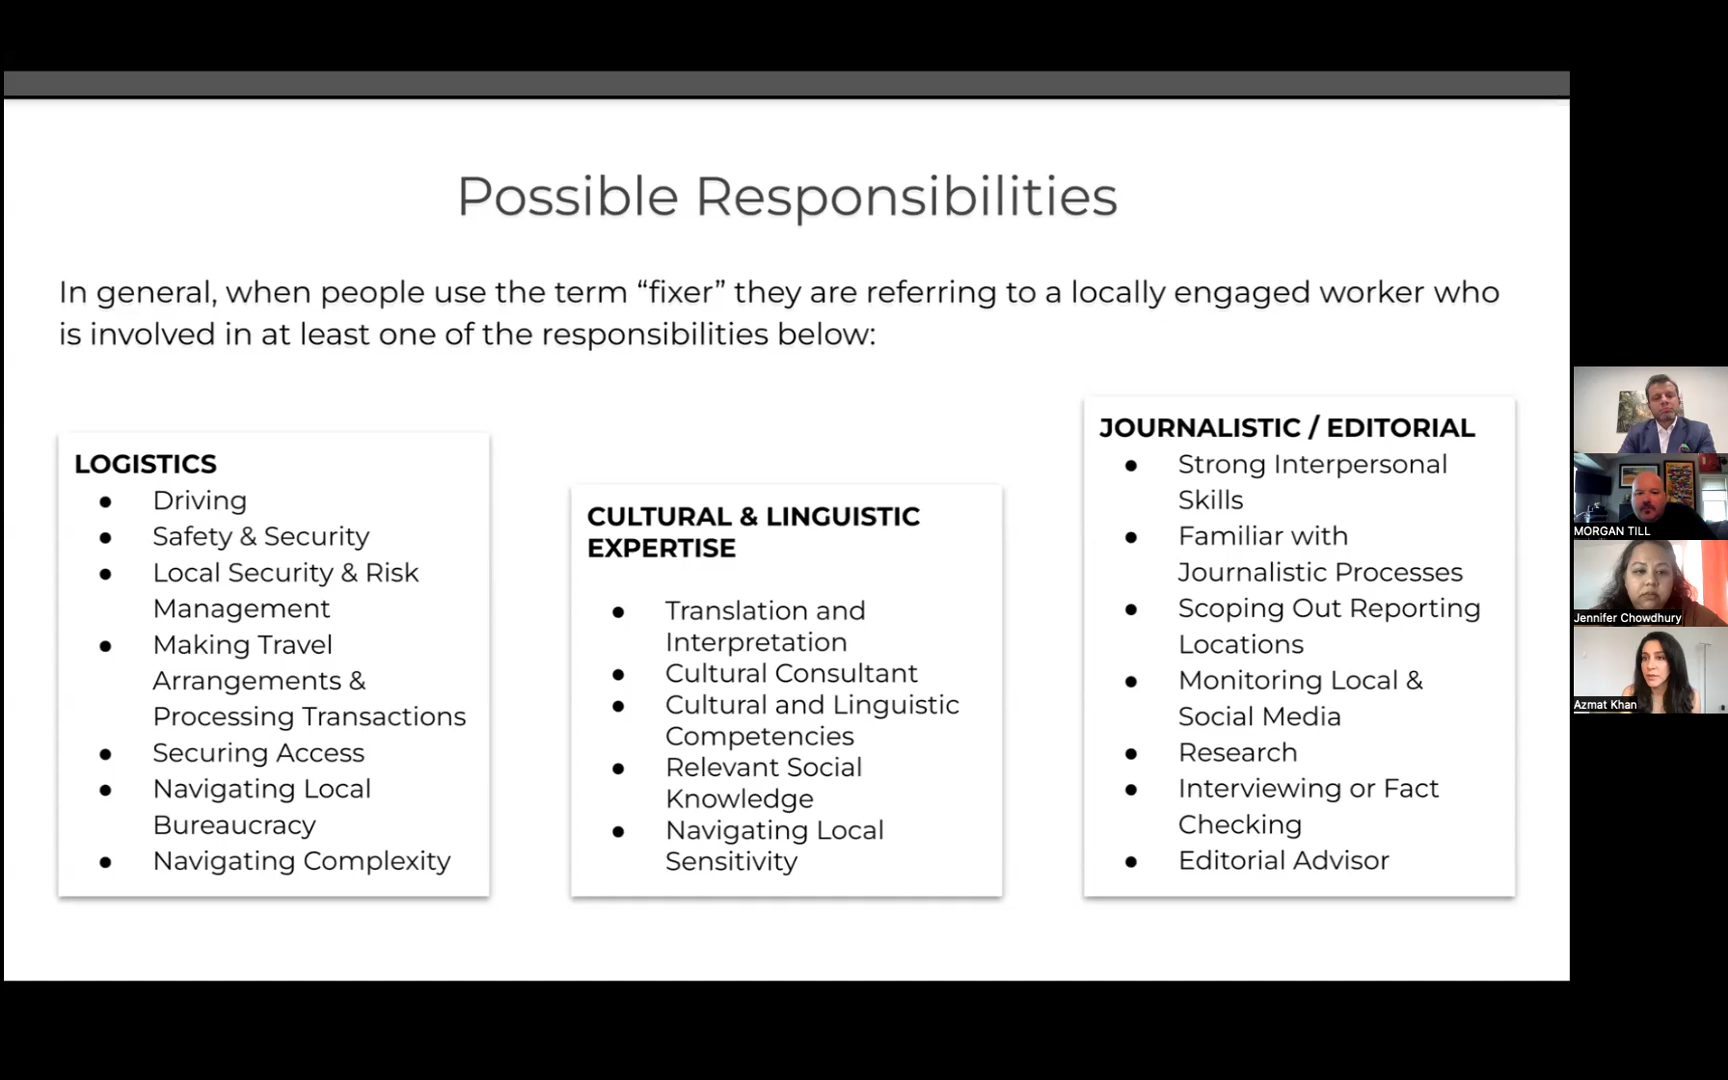 Possible Responsibilities
In general, when people use the term “fixer” they are referring to a locally engaged worker who
is involved in at least one of the responsibilities below:
LOGISTICS
● Driving
● Safety & Security
● Local Security & Risk
Management
● Making Travel
Arrangements &
Processing Transactions
● Securing Access
● Navigating Local
Bureaucracy
● Navigating Complexity
CULTURAL & LINGUISTIC
EXPERTISE
● Translation and
Interpretation
● Cultural Consultant
● Cultural and Linguistic
Competencies
● Relevant Social
Knowledge
● Navigating Local
Sensitivity
JOURNALISTIC / EDITORIAL
● Strong Interpersonal
Skills
● Familiar with
Journalistic Processes
● Scoping Out Reporting
Locations
● Monitoring Local &
Social Media
● Research
● Interviewing or Fact
Checking
● Editorial Advisor
MORGAN TILL
Jennifer Chowdhury
Azmat Khan